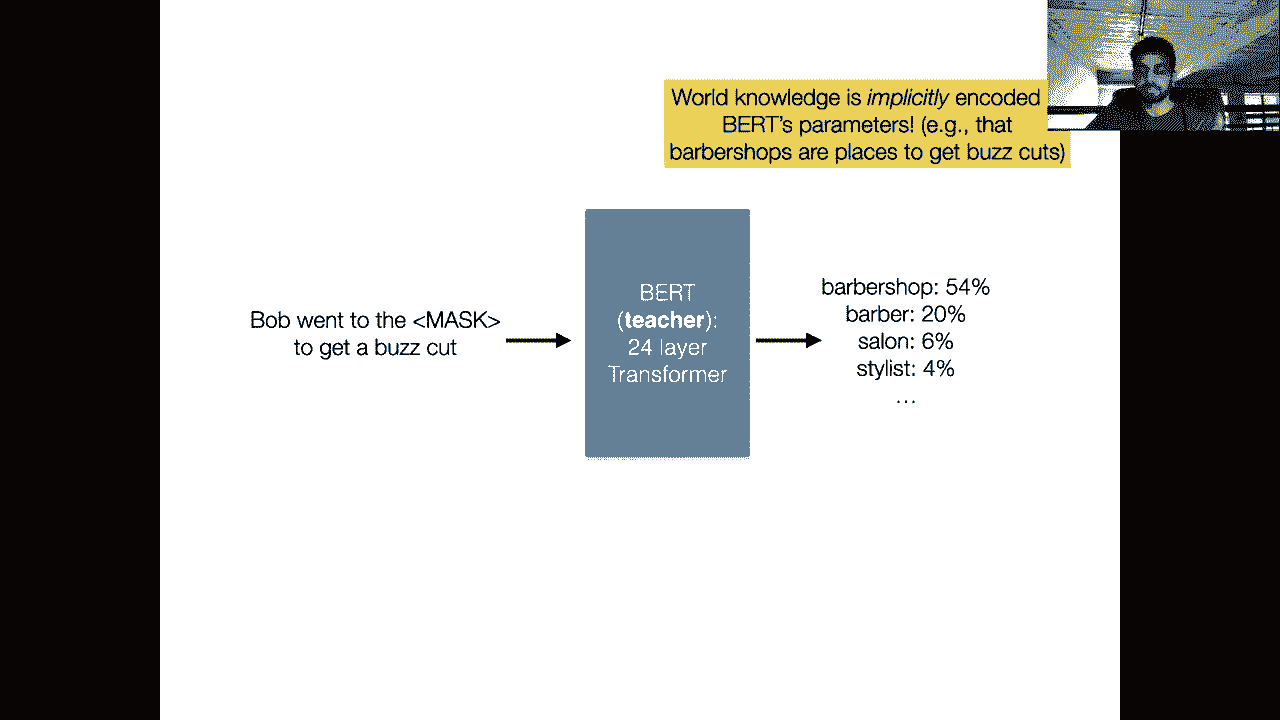 World knowledge is implicitly encoded
BERT's parameters! (e.g., that
barbershops are places to get buzz cuts)
Bob went to the <MASK>
to get a buzz cut
BERT
(teacher):
24 layer
Transformer
barbershop: 54%
barber: 20%
salon: 6%
stylist: 4%
...